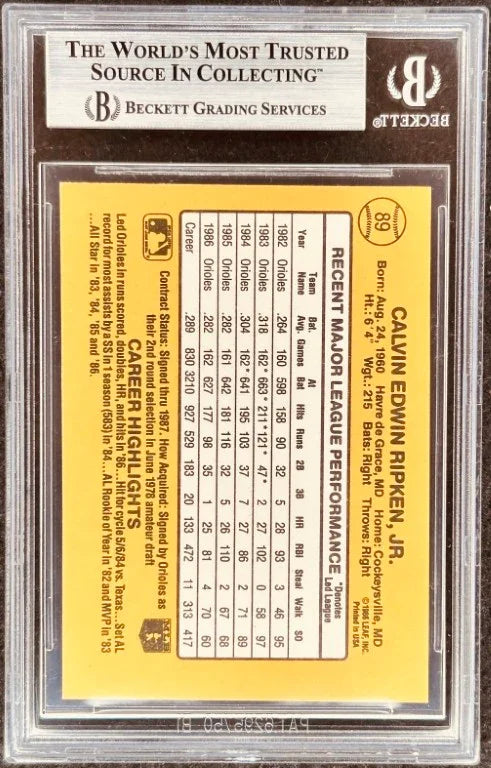 THE WORLD'S MOST TRUSTED
SOURCE IN COLLECTING™
BECKETT GRADING SERVICES
BECKETT®
89
CALVIN EDWIN RIPKEN, JR.
Born: Aug. 24, 1960 Havre de Grace, MD Home: Cockeysville, MD
Ht.: 6'4" Wgt.: 215 Bats: Right Throws: Right
©1986 LEAF, INC.
Printed in USA
RECENT MAJOR LEAGUE PERFORMANCE *Denotes Led League
Year Team Name Bat. Avg. Games At Bat Hits Runs 2B 3B HR RBI Steal Walk SO
1982 Orioles .264 160 598 158 90 32 5 28 93 3 46 95
1983 Orioles .318 162* 663* 211* 121* 47* 2 27 102 0 58 97
1984 Orioles .304 162* 641 195 103 37 7 27 86 2 71 89
1985 Orioles .282 161 642 181 116 32 5 26 110 2 67 68
1986 Orioles .282 162 627 177 98 35 1 25 81 4 70 60
Career .289 830 3210 927 529 183 20 133 472 11 313 417
Contract Status: Signed thru 1987. How Acquired: Signed by Orioles as
their 2nd round selection in June 1978 amateur draft
CAREER HIGHLIGHTS
Led Orioles in runs scored, doubles, HR, and hits in '86...Hit for cycle 5/6/84 vs. Texas...Set AL
record for most assists by a SS in 1 season (583) in '84...AL Rookie of Year in '82 and MVP in '83
...All Star in '83, '84, '85 and '86.